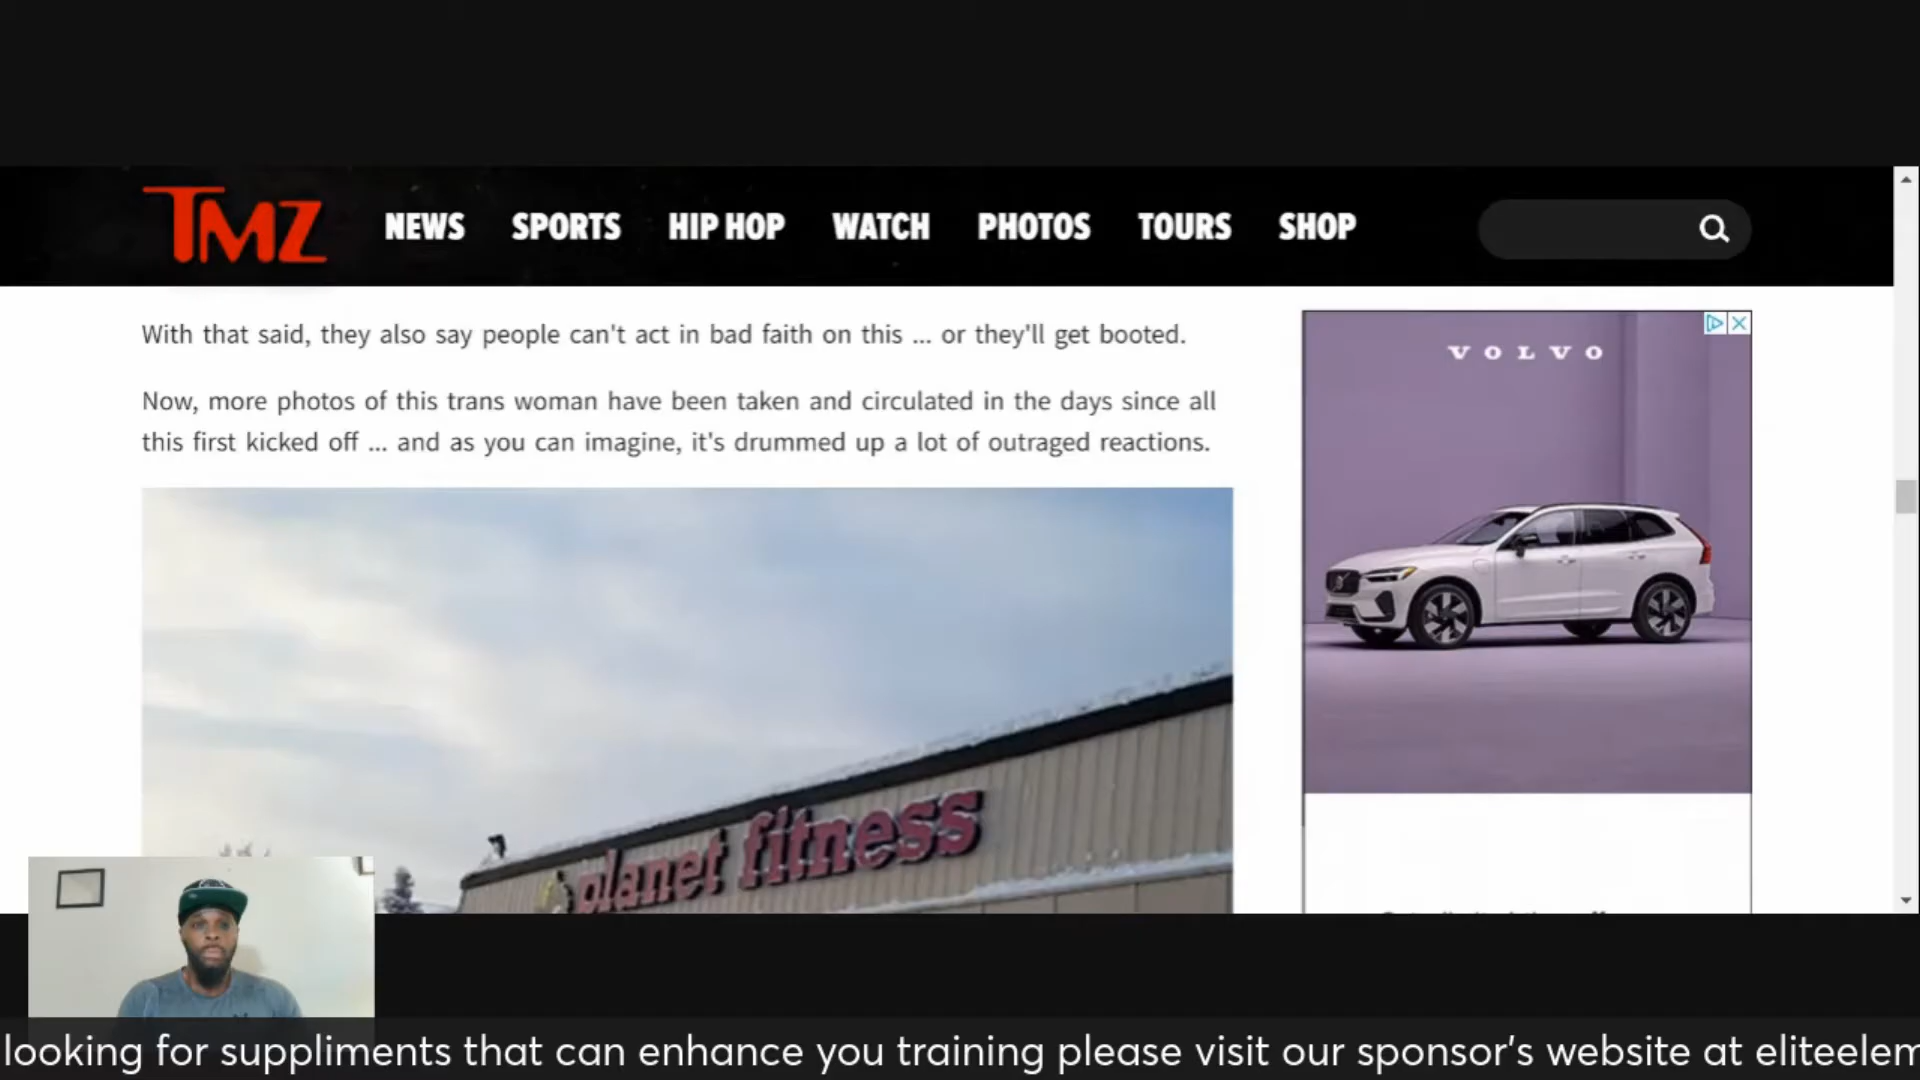 TMZ
NEWS SPORTS HIP HOP WATCH PHOTOS TOURS SHOP
With that said, they also say people can't act in bad faith on this ... or they'll get booted.
Now, more photos of this trans woman have been taken and circulated in the days since all
this first kicked off ... and as you can imagine, it's drummed up a lot of outraged reactions.
VOLVO
planet fitness
looking for suppliments that can enhance you training please visit our sponsor's website at eliteelem